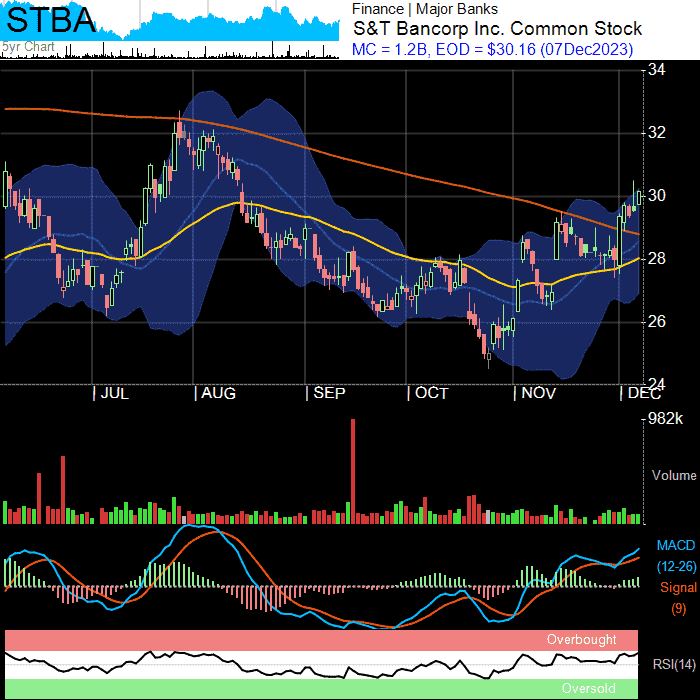 STBA
5yr Chart
Finance | Major Banks
S&T Bancorp Inc. Common Stock
MC = 1.2B, EOD = $30.16 (07Dec2023)
34
32
30
28
26
24
| JUL
| AUG
| SEP
| OCT
| NOV
| DEC
982k
Volume
MACD
(12-26)
Signal
(9)
Overbought
RSI(14)
Oversold